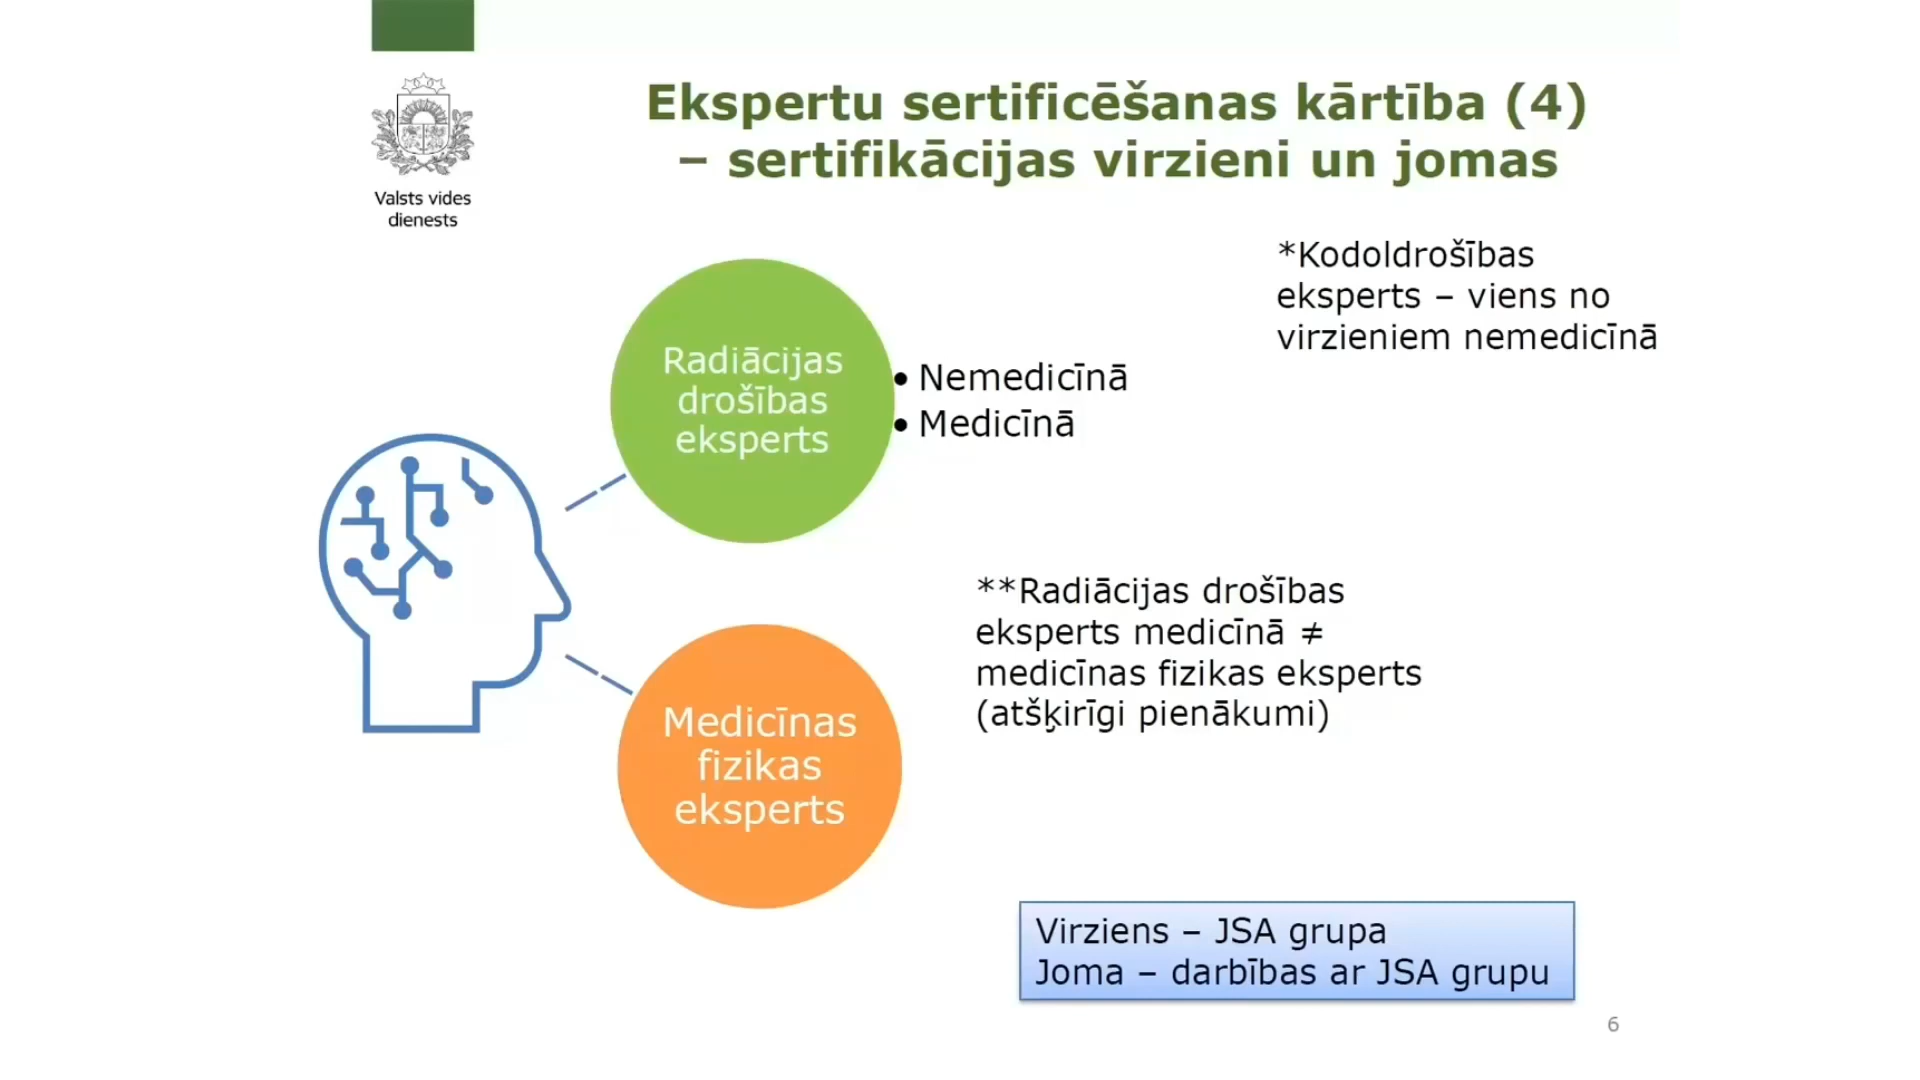 Valsts vides
dienests
Ekspertu sertificēšanas kārtība (4)
– sertifikācijas virzieni un jomas
*Kodoldrošības
eksperts – viens no
virzieniem nemedicīnā
Radiācijas
drošības
eksperts
• Nemedicīnā
• Medicīnā
**Radiācijas drošības
eksperts medicīnā ≠
medicīnas fizikas eksperts
(atšķirīgi pienākumi)
Medicīnas
fizikas
eksperts
Virziens – JSA grupa
Joma – darbības ar JSA grupu
6